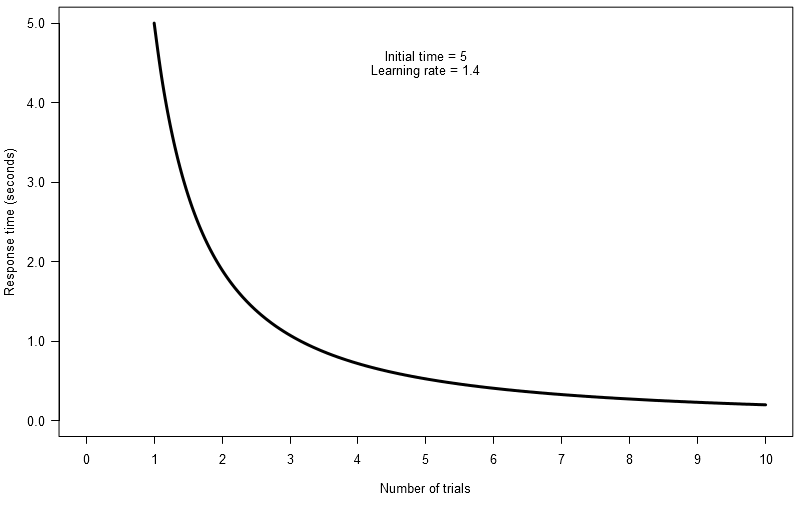 Initial time = 5
Learning rate = 1.4
Response time (seconds)
5.0
4.0
3.0
2.0
1.0
0.0
0 1 2 3 4 5 6 7 8 9 10
Number of trials